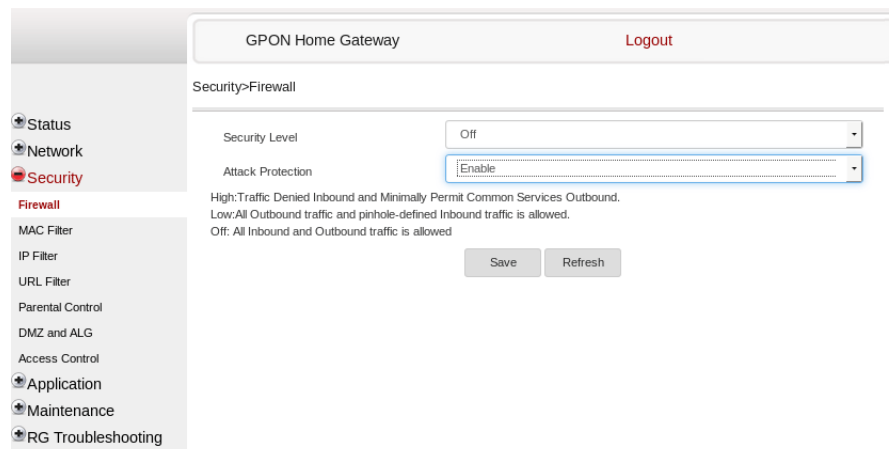 GPON Home Gateway
Logout
Security>Firewall
Status
Network
Security
Firewall
MAC Filter
IP Filter
URL Filter
Parental Control
DMZ and ALG
Access Control
Application
Maintenance
RG Troubleshooting
Security Level
Off
Attack Protection
Enable
High:Traffic Denied Inbound and Minimally Permit Common Services Outbound.
Low:All Outbound traffic and pinhole-defined Inbound traffic is allowed.
Off: All Inbound and Outbound traffic is allowed
Save
Refresh